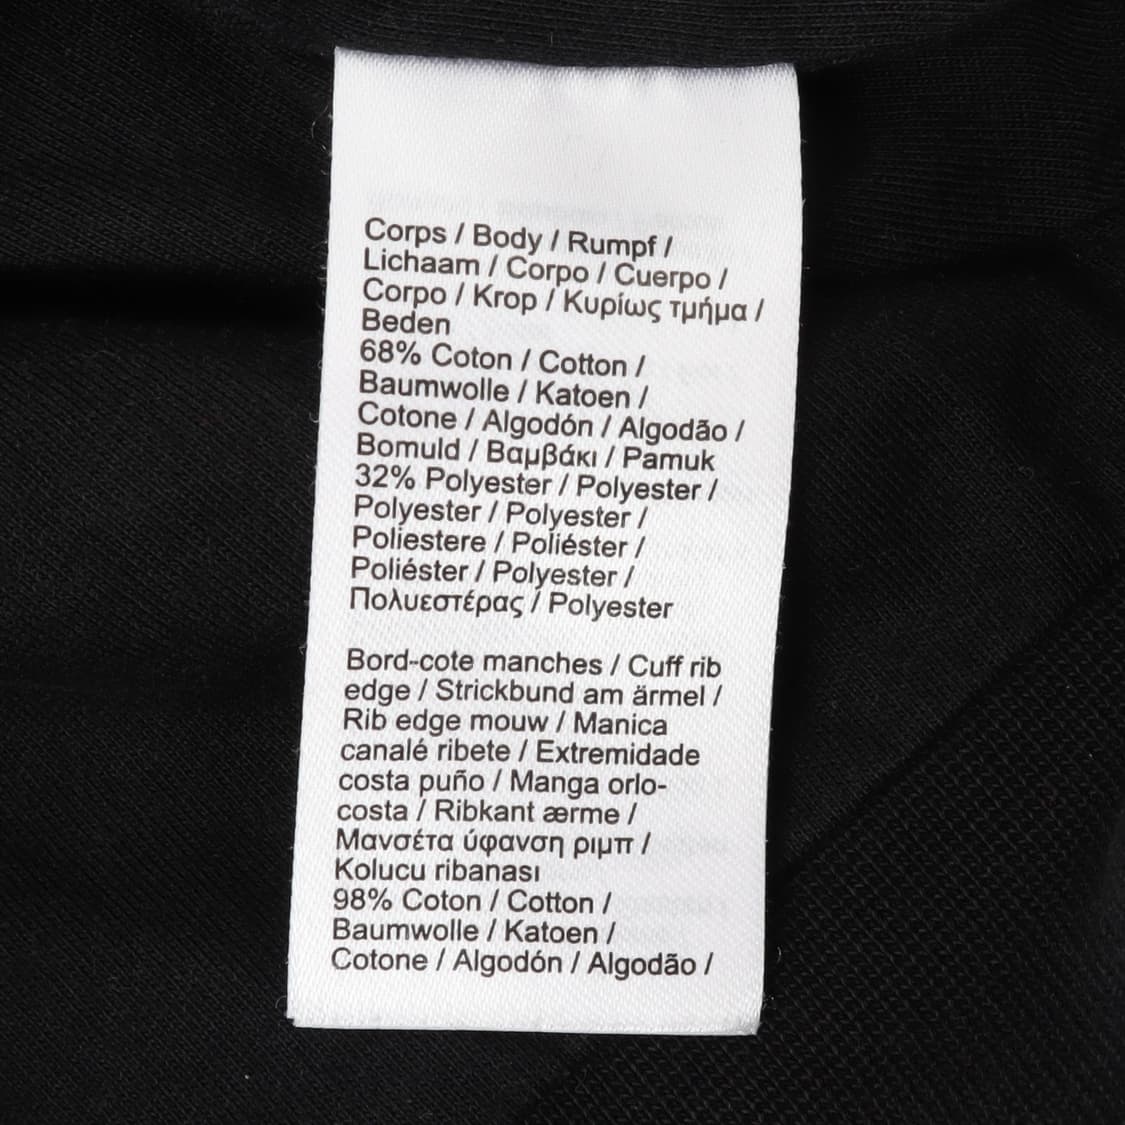 Corps / Body / Rumpf /
Lichaam / Corpo / Cuerpo /
Corpo / Krop / Κυρίως τμήμα /
Beden
68% Coton / Cotton /
Baumwolle / Katoen /
Cotone / Algodón / Algodão /
Bomuld / Βαμβάκι / Pamuk
32% Polyester / Polyester /
Polyester / Polyester /
Poliestere / Poliéster /
Poliéster / Polyester /
Πολυεστέρας / Polyester
Bord-cote manches / Cuff rib
edge / Strickbund am ärmel /
Rib edge mouw / Manica
canalé ribete / Extremidade
costa puño / Manga orlo-
costa / Ribkant ærme /
Μανσέτα ύφανση ριμπ /
Kolucu ribanası
98% Coton / Cotton /
Baumwolle / Katoen /
Cotone / Algodón / Algodão /